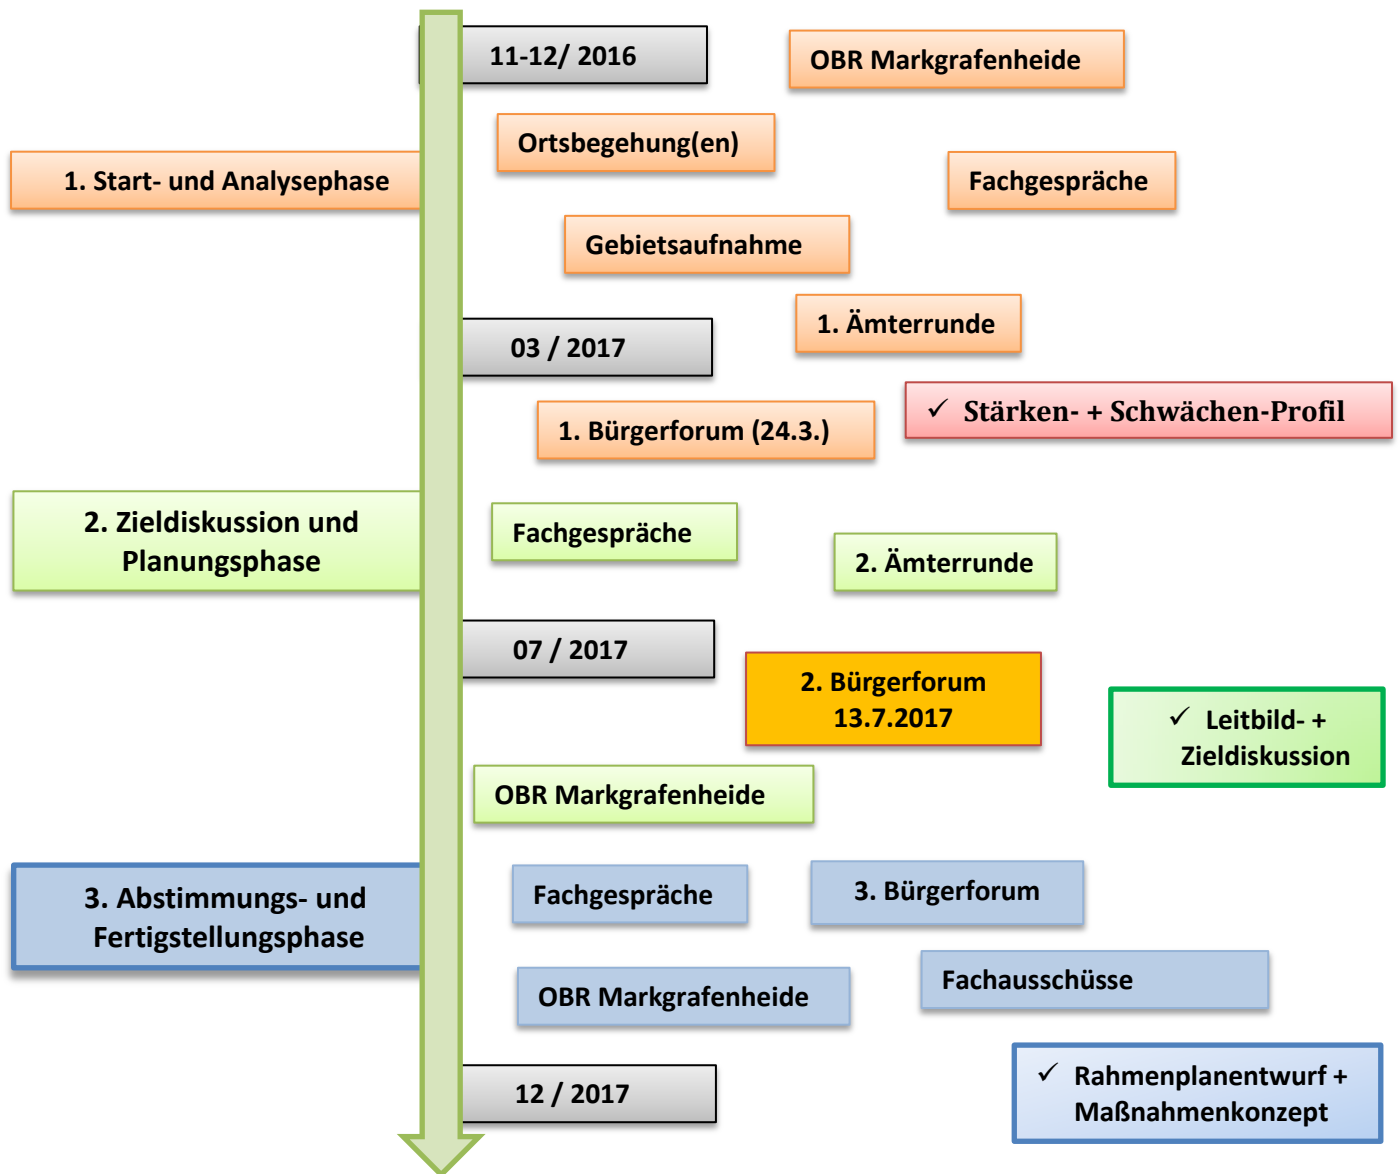 11-12/ 2016
OBR Markgrafenheide
Ortsbegehung(en)
1. Start- und Analysephase
Fachgespräche
Gebietsaufnahme
1. Ämterrunde
03 / 2017
✓ Stärken- + Schwächen-Profil
1. Bürgerforum (24.3.)
2. Zieldiskussion und
Planungsphase
Fachgespräche
2. Ämterrunde
07 / 2017
2. Bürgerforum
13.7.2017
✓ Leitbild- +
Zieldiskussion
OBR Markgrafenheide
3. Abstimmungs- und
Fertigstellungsphase
Fachgespräche
3. Bürgerforum
Fachausschüsse
OBR Markgrafenheide
12 / 2017
✓ Rahmenplanentwurf +
Maßnahmenkonzept